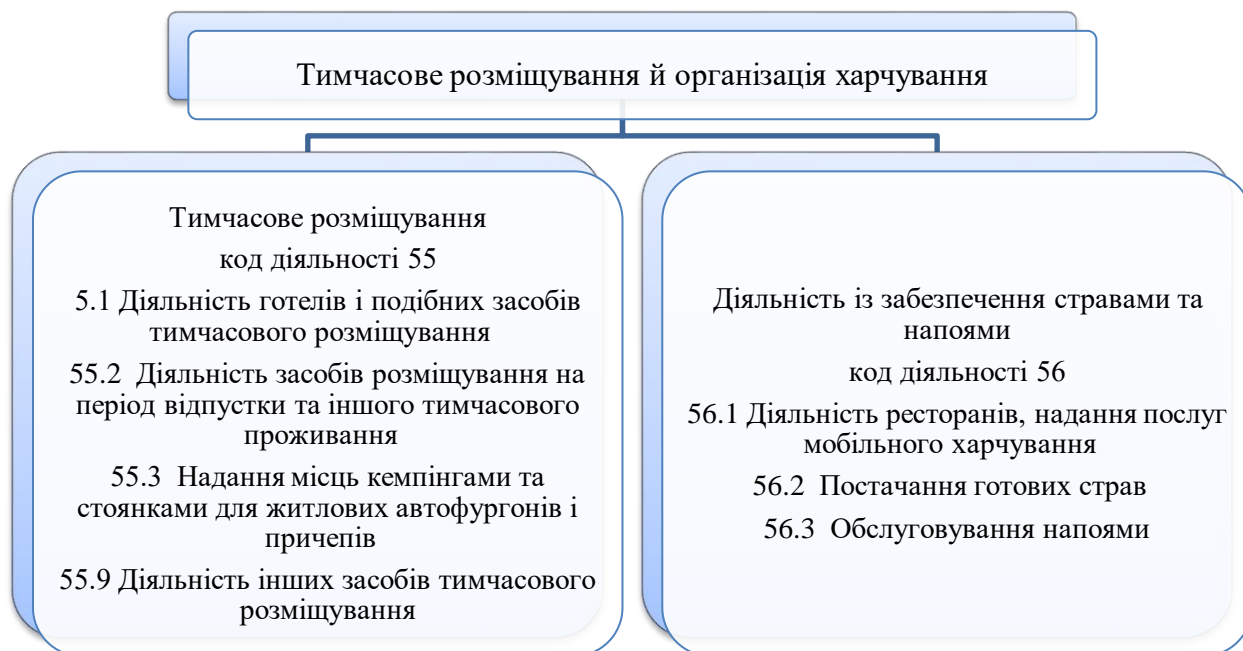 Тимчасове розміщування й організація харчування
Тимчасове розміщування
код діяльності 55
5.1 Діяльність готелів і подібних засобів
тимчасового розміщування
55.2 Діяльність засобів розміщування на
період відпустки та іншого тимчасового
проживання
55.3 Надання місць кемпінгами та
стоянками для житлових автофургонів і
причепів
55.9 Діяльність інших засобів тимчасового
розміщування
Діяльність із забезпечення стравами та
напоями
код діяльності 56
56.1 Діяльність ресторанів, надання послуг
мобільного харчування
56.2 Постачання готових страв
56.3 Обслуговування напоями